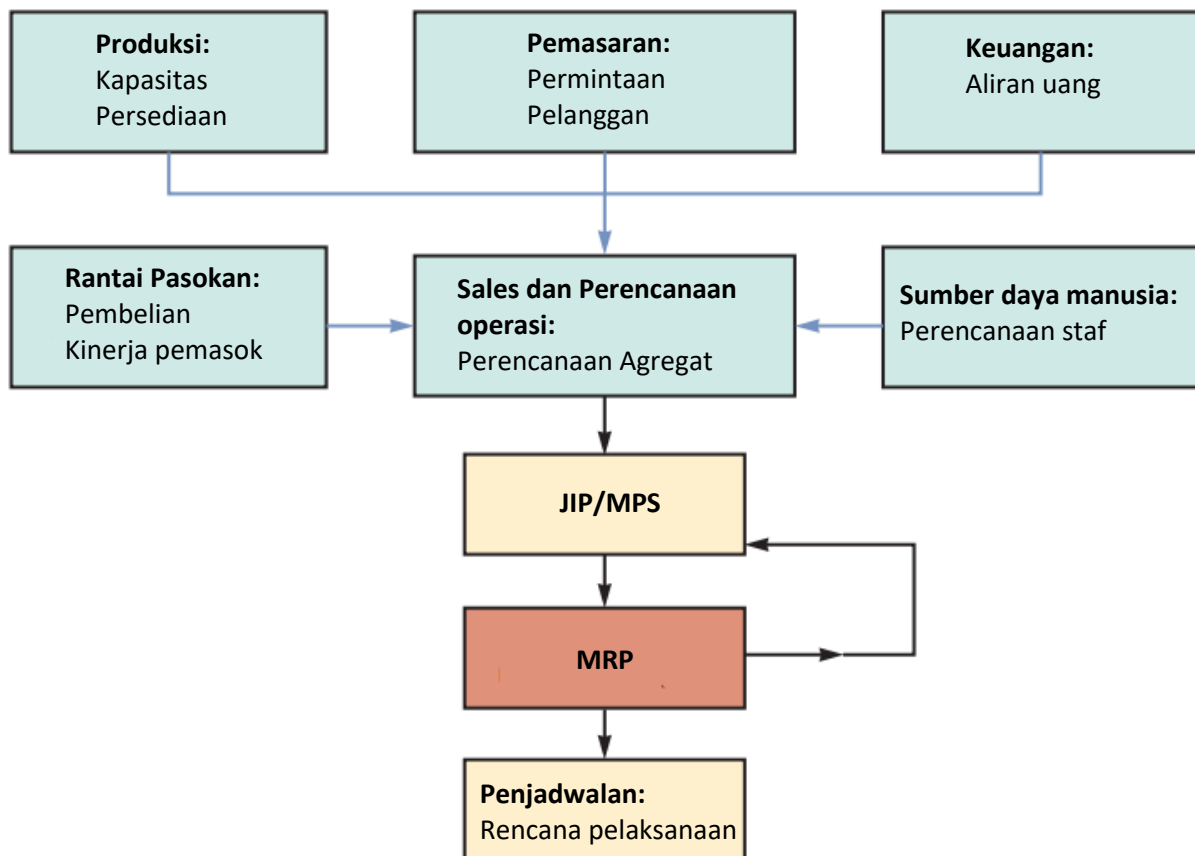 Produksi:
Kapasitas
Persediaan
Pemasaran:
Permintaan
Pelanggan
Keuangan:
Aliran uang
Rantai Pasokan:
Pembelian
Kinerja pemasok
Sales dan Perencanaan
operasi:
Perencanaan Agregat
Sumber daya manusia:
Perencanaan staf
JIP/MPS
MRP
Penjadwalan:
Rencana pelaksanaan